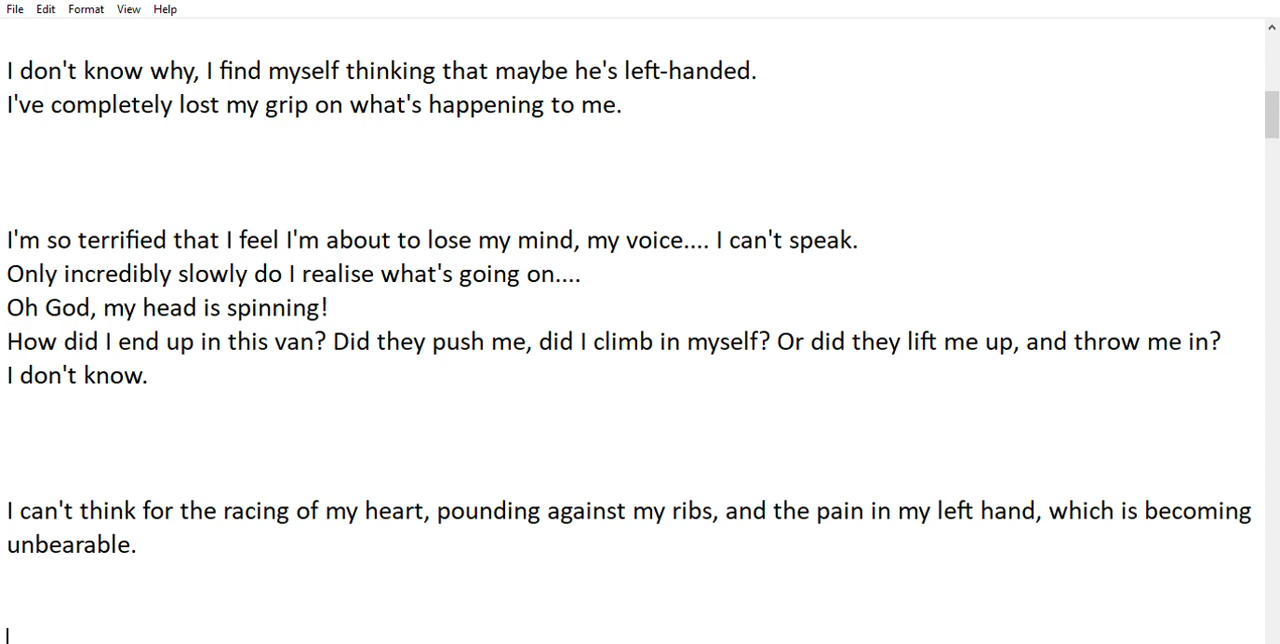 File Edit Format View Help
I don't know why, I find myself thinking that maybe he's left-handed.
I've completely lost my grip on what's happening to me.
I'm so terrified that I feel I'm about to lose my mind, my voice.... I can't speak.
Only incredibly slowly do I realise what's going on....
Oh God, my head is spinning!
How did I end up in this van? Did they push me, did I climb in myself? Or did they lift me up, and throw me in?
I don't know.
I can't think for the racing of my heart, pounding against my ribs, and the pain in my left hand, which is becoming
unbearable.